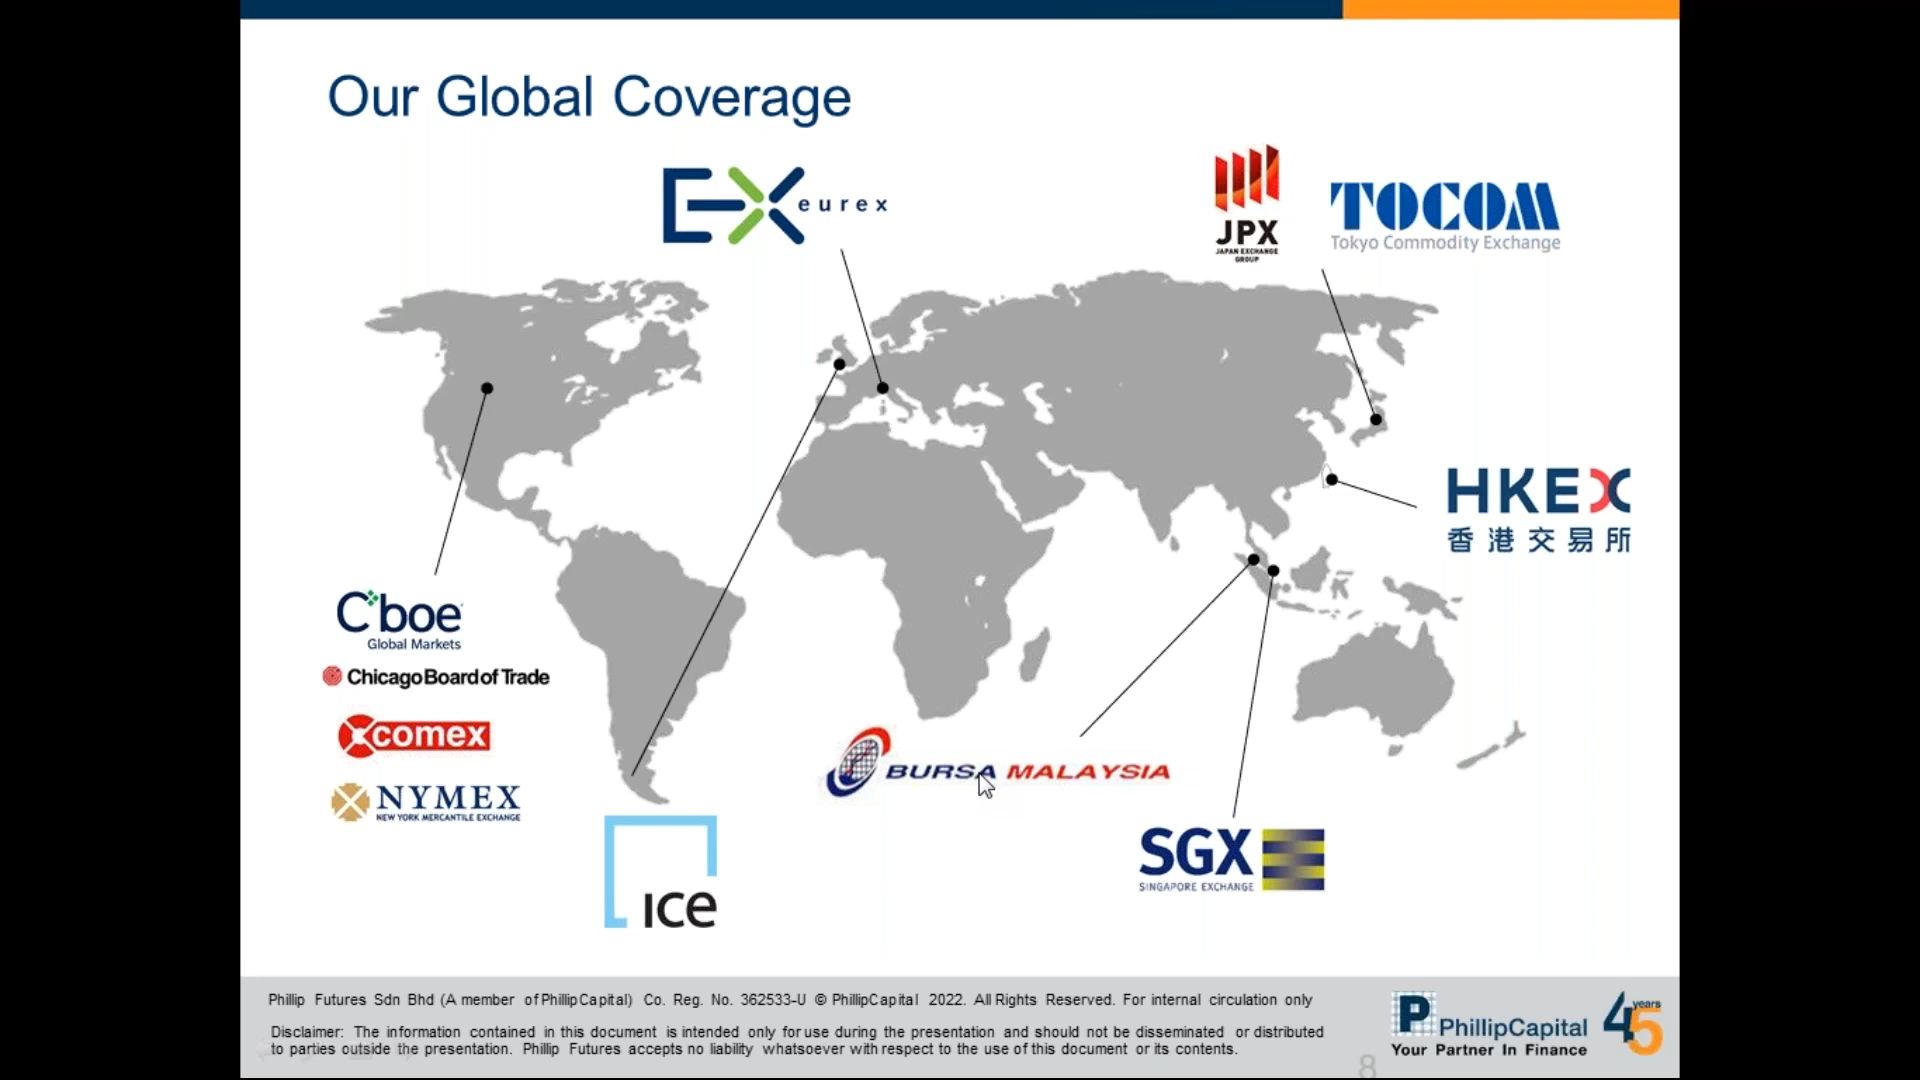 Our Global Coverage
eurex
JPX
JAPAN EXCHANGE
GROUP
TOCOM
Tokyo Commodity Exchange
HKEX
香港交易所
Cboe
Global Markets
Chicago Board of Trade
comex
NYMEX
NEW YORK MERCANTILE EXCHANGE
ICE
BURSA MALAYSIA
SGX
SINGAPORE EXCHANGE
Phillip Futures Sdn Bhd (A member of PhillipCapital) Co. Reg. No. 362533-U © PhillipCapital 2022. All Rights Reserved. For internal circulation only
Disclaimer: The information contained in this document is intended only for use during the presentation and should not be disseminated or distributed
to parties outside the presentation. Phillip Futures accepts no liability whatsoever with respect to the use of this document or its contents.
P PhillipCapital
Your Partner In Finance
45 years
8